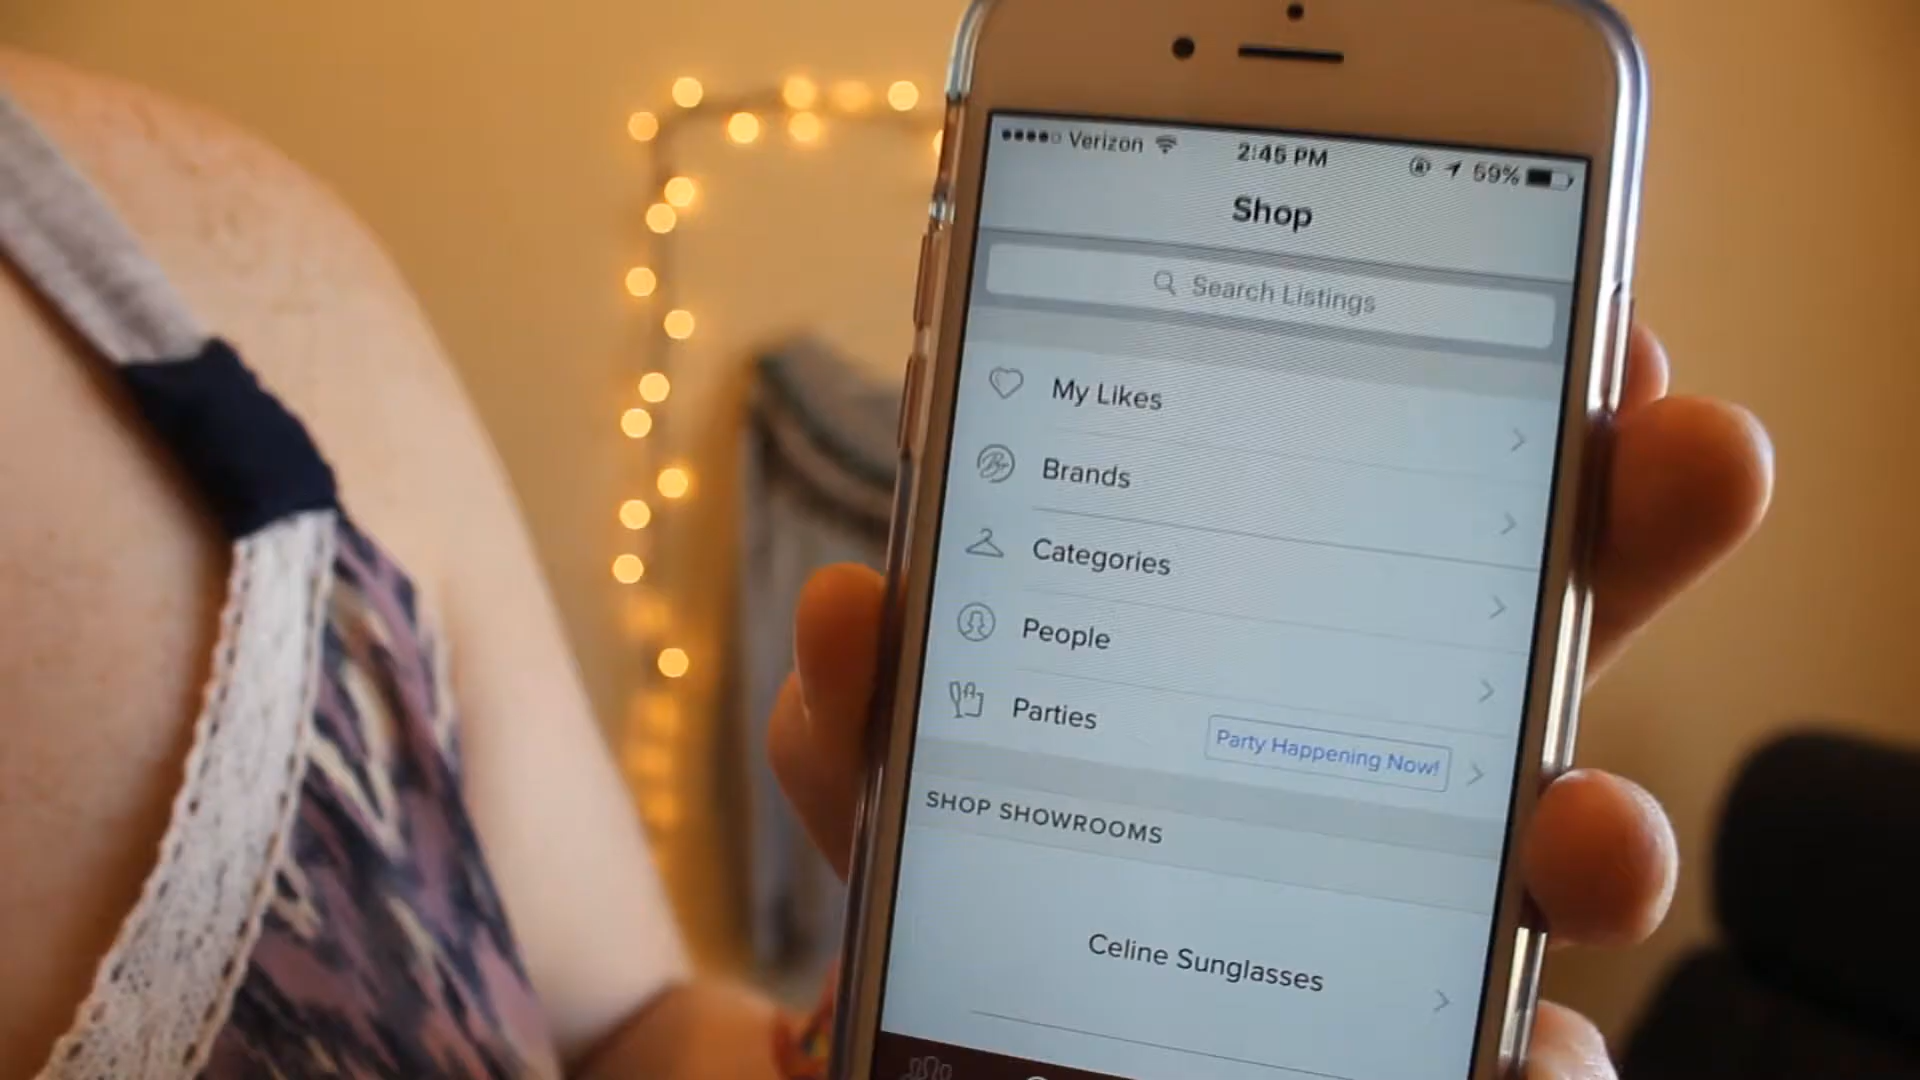 Verizon 2:45 PM 59%
Shop
Search Listings
My Likes
Brands
Categories
People
Parties Party Happening Now!
SHOP SHOWROOMS
Celine Sunglasses